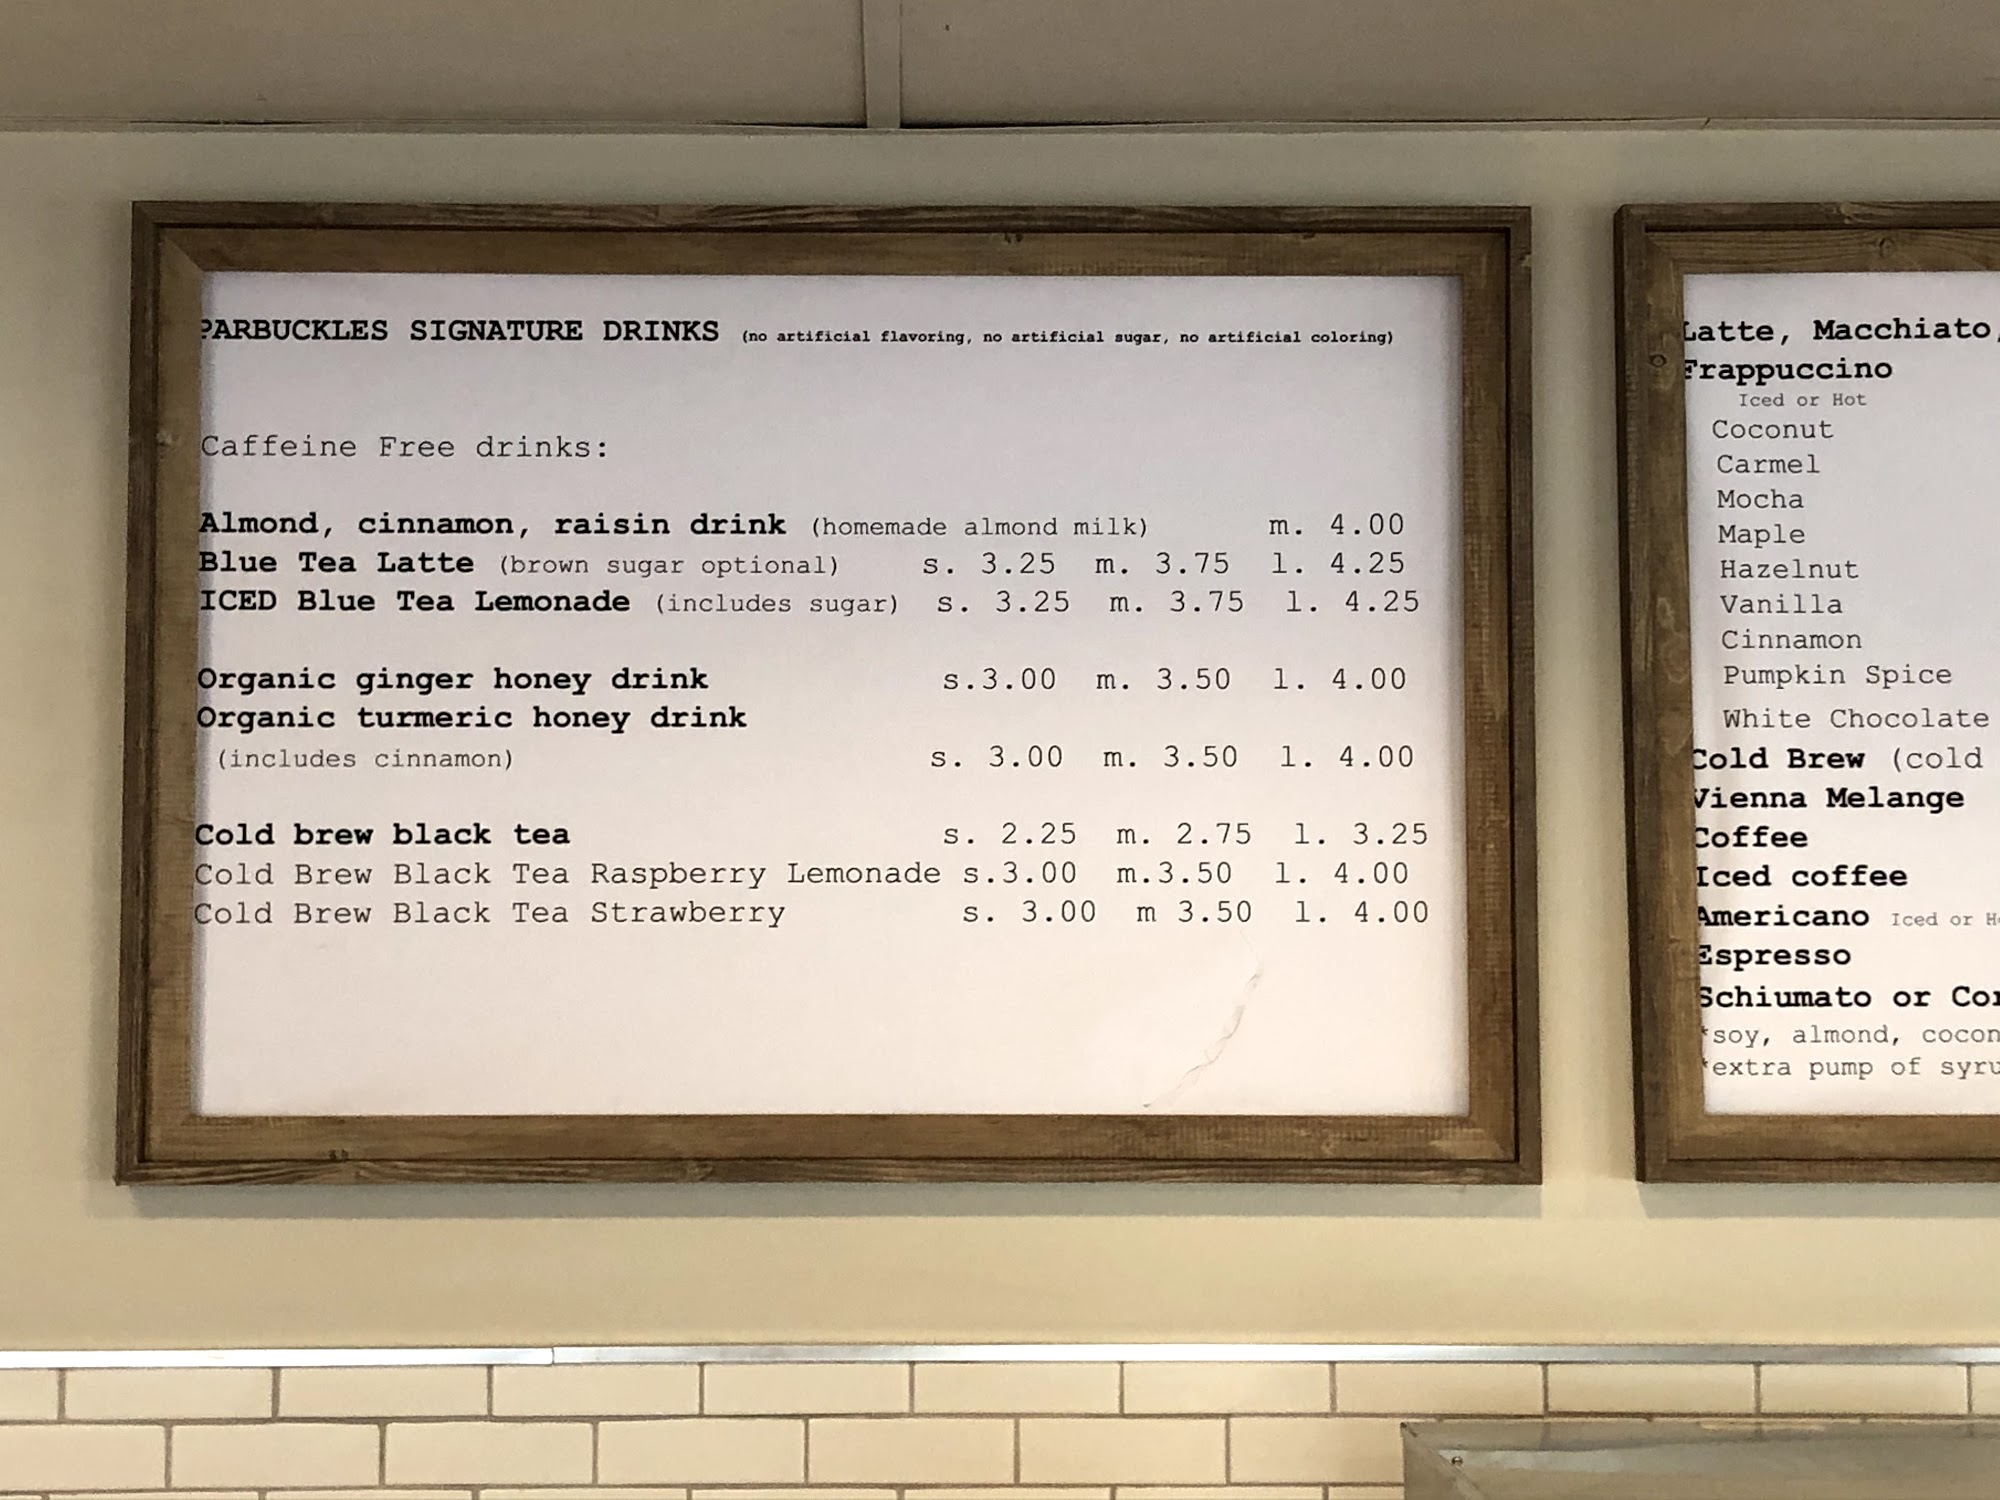 PARBUCKLES SIGNATURE DRINKS (no artificial flavoring, no artificial sugar, no artificial coloring)
Caffeine Free drinks:
Almond, cinnamon, raisin drink (homemade almond milk) m. 4.00
Blue Tea Latte (brown sugar optional) s. 3.25 m. 3.75 l. 4.25
ICED Blue Tea Lemonade (includes sugar) s. 3.25 m. 3.75 l. 4.25
Organic ginger honey drink s.3.00 m. 3.50 l. 4.00
Organic turmeric honey drink
(includes cinnamon) s. 3.00 m. 3.50 l. 4.00
Cold brew black tea s. 2.25 m. 2.75 l. 3.25
Cold Brew Black Tea Raspberry Lemonade s.3.00 m.3.50 l. 4.00
Cold Brew Black Tea Strawberry s. 3.00 m 3.50 l. 4.00
Latte, Macchiato,
Frappuccino
Iced or Hot
Coconut
Carmel
Mocha
Maple
Hazelnut
Vanilla
Cinnamon
Pumpkin Spice
White Chocolate
Cold Brew (cold
Vienna Melange
Coffee
Iced coffee
Americano Iced or
Espresso
Schiumato or
*soy, almond,
*extra pump of